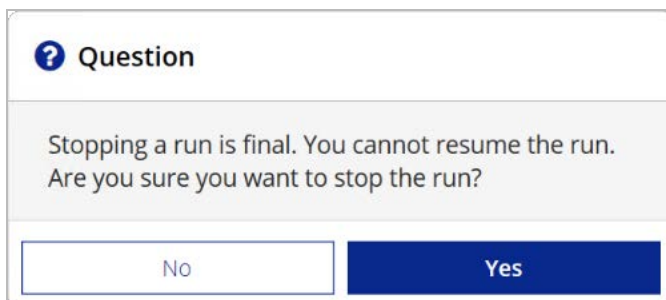 Question
Stopping a run is final. You cannot resume the run.
Are you sure you want to stop the run?
No
Yes